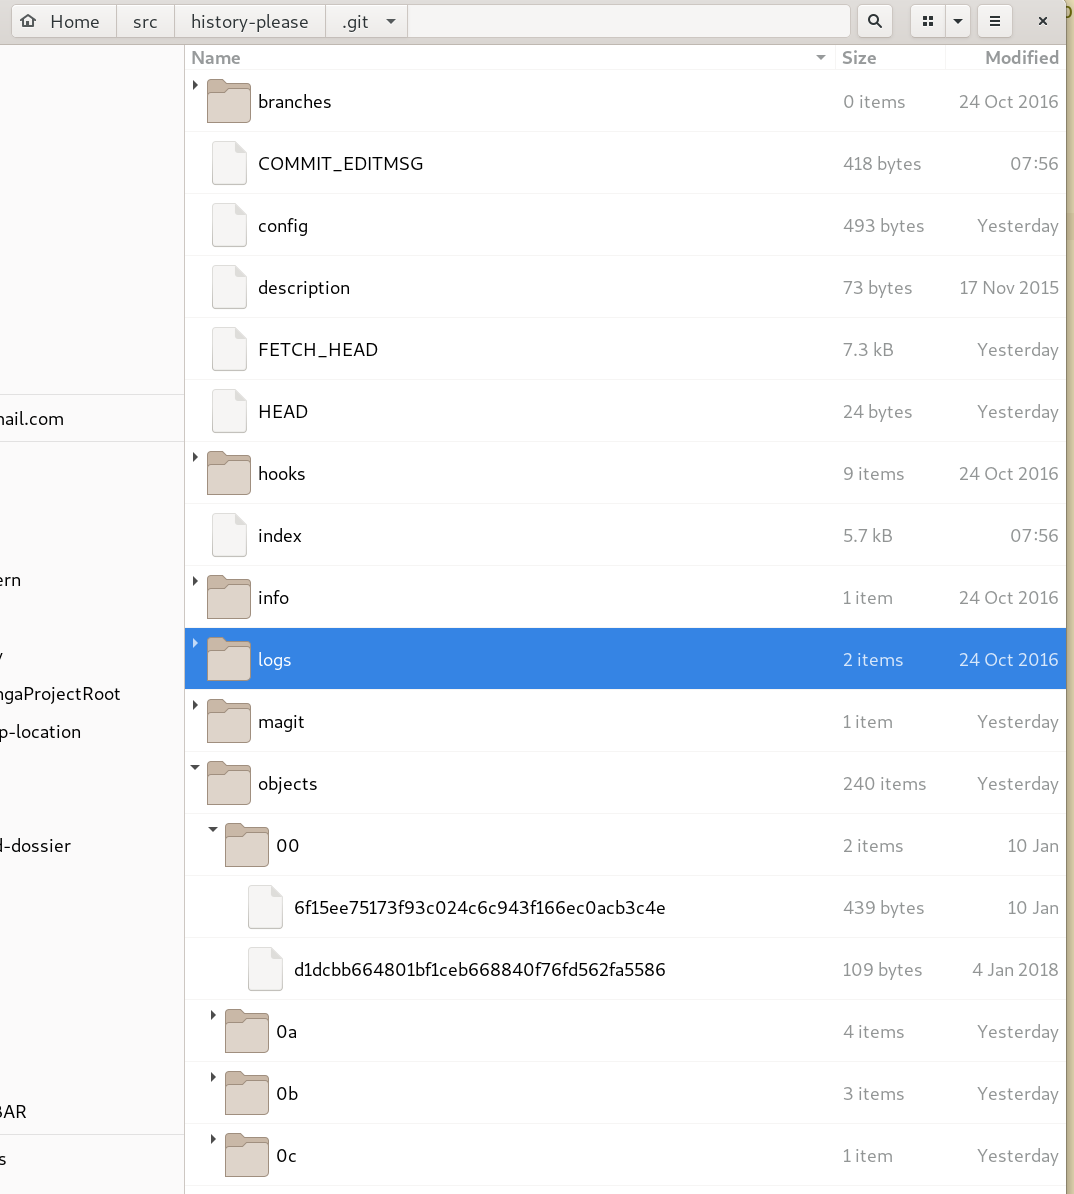 Home src history-please .git
Name Size Modified
branches 0 items 24 Oct 2016
COMMIT_EDITMSG 418 bytes 07:56
config 493 bytes Yesterday
description 73 bytes 17 Nov 2015
FETCH_HEAD 7.3 kB Yesterday
HEAD 24 bytes Yesterday
nail.com
hooks 9 items 24 Oct 2016
index 5.7 kB 07:56
ern
info 1 item 24 Oct 2016
logs 2 items 24 Oct 2016
ngaProjectRoot
magit 1 item Yesterday
p-location
objects 240 items Yesterday
d-dossier
00 2 items 10 Jan
6f15ee75173f93c024c6c943f166ec0acb3c4e 439 bytes 10 Jan
d1dcbb664801bf1ceb668840f76fd562fa5586 109 bytes 4 Jan 2018
0a 4 items Yesterday
0b 3 items Yesterday
BAR
0c 1 item Yesterday
s